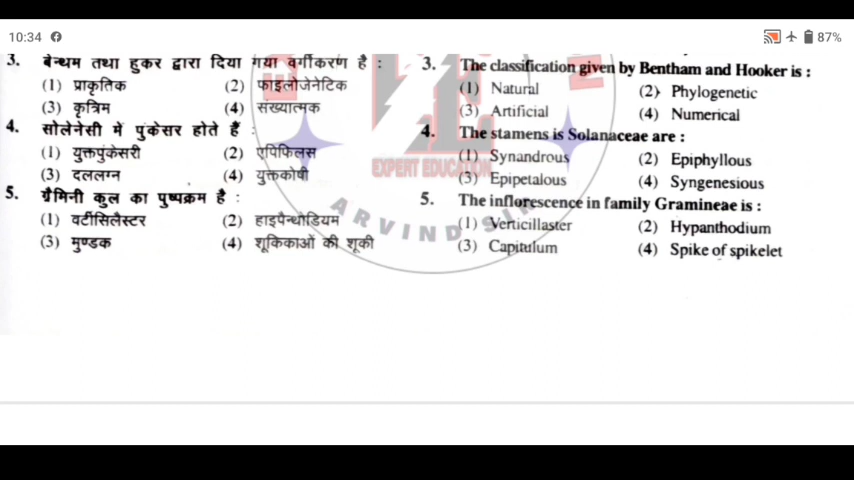 10:34
87%
3. बेन्थम तथा हुकर द्वारा दिया गया वर्गीकरण है :
(1) प्राकृतिक (2) फाइलोजेनेटिक
(3) कृत्रिम (4) संख्यात्मक
4. सोलेनेसी में पुंकेसर होते हैं :
(1) युक्तपुंकेसरी (2) एपिफिलस
(3) दललग्न (4) युक्तकोषी
5. ग्रैमिनी कुल का पुष्पक्रम है :
(1) वर्टीसिलैस्टर (2) हाइपैन्थोडियम
(3) मुण्डक (4) शूकिकाओं की शूकी
3. The classification given by Bentham and Hooker is :
(1) Natural (2) Phylogenetic
(3) Artificial (4) Numerical
4. The stamens is Solanaceae are :
(1) Synandrous (2) Epiphyllous
(3) Epipetalous (4) Syngenesious
5. The inflorescence in family Gramineae is :
(1) Verticillaster (2) Hypanthodium
(3) Capitulum (4) Spike of spikelet
EXPERT EDUCATION
ARVIND SIR